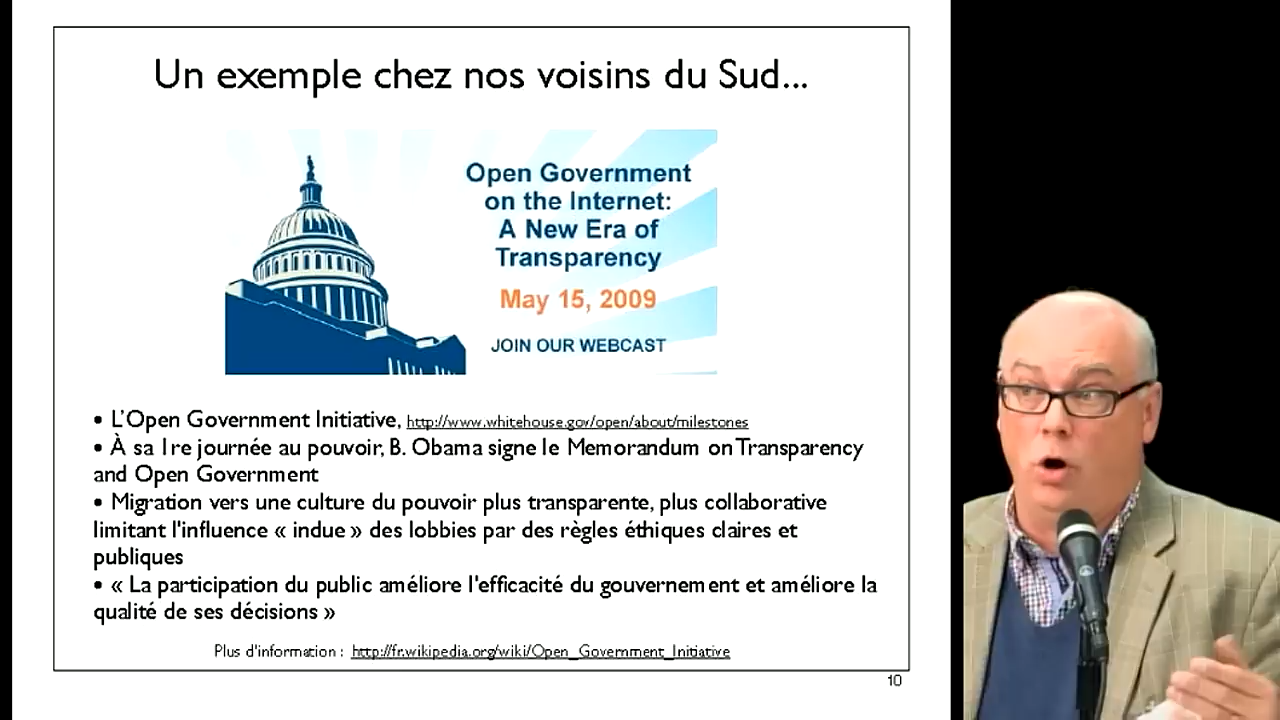 Un exemple chez nos voisins du Sud...
Open Government
on the Internet:
A New Era of
Transparency
May 15, 2009
JOIN OUR WEBCAST
• L'Open Government Initiative, http://www.whitehouse.gov/open/about/milestones
• À sa 1re journée au pouvoir, B. Obama signe le Memorandum on Transparency
and Open Government
• Migration vers une culture du pouvoir plus transparente, plus collaborative
limitant l'influence « indue » des lobbies par des règles éthiques claires et
publiques
• « La participation du public améliore l'efficacité du gouvernement et améliore la
qualité de ses décisions »
Plus d'information : http://fr.wikipedia.org/wiki/Open_Government_Initiative
10